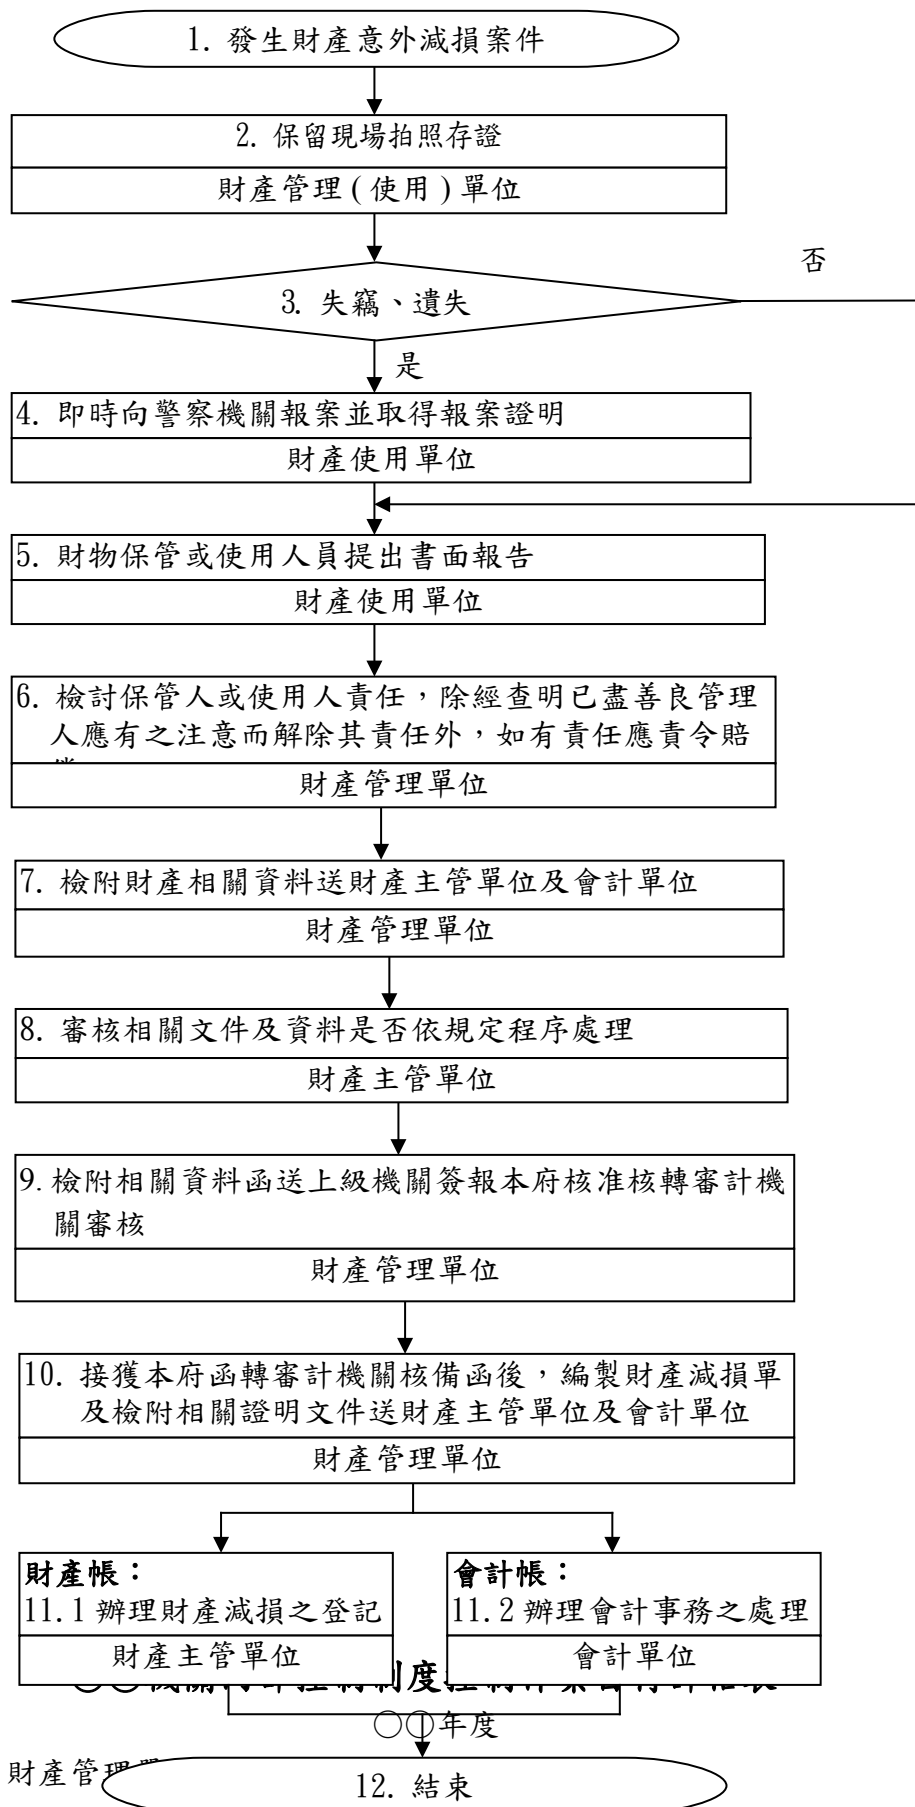 1. 發生財產意外減損案件
2. 保留現場拍照存證
財產管理(使用)單位
否
3. 失竊、遺失
是
4. 即時向警察機關報案並取得報案證明
財產使用單位
5. 財物保管或使用人員提出書面報告
財產使用單位
6. 檢討保管人或使用人責任，除經查明已盡善良管理
人應有之注意而解除其責任外，如有責任應責令賠
財產管理單位
7. 檢附財產相關資料送財產主管單位及會計單位
財產管理單位
8. 審核相關文件及資料是否依規定程序處理
財產主管單位
9. 檢附相關資料函送上級機關簽報本府核准核轉審計機
關審核
財產管理單位
10. 接獲本府函轉審計機關核備函後，編製財產減損單
及檢附相關證明文件送財產主管單位及會計單位
財產管理單位
財產帳：
11.1 辦理財產減損之登記
財產主管單位
會計帳：
11.2 辦理會計事務之處理
會計單位
制度
○○年度
財產管理
12. 結束